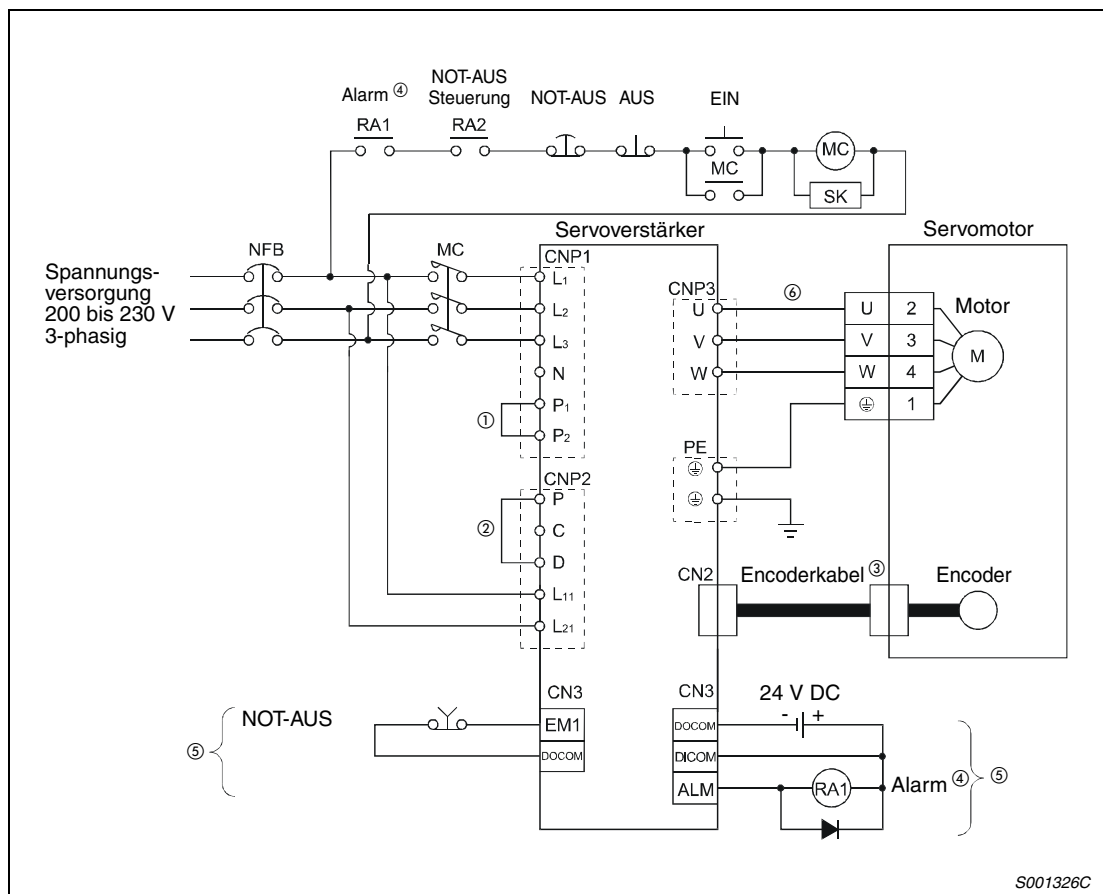 NOT-AUS
Alarm ④ Steuerung NOT-AUS AUS EIN
RA1 RA2
MC
MC
SK
Servoverstärker Servomotor
NFB MC CNP1
Spannungs-
versorgung
200 bis 230 V
3-phasig
L1
L2
L3
N
P1
①
P2
CNP3
U
V
W
⑥
U 2
V 3
W 4
1
Motor
M
PE
CNP2
P
②
C
D
L11
L21
CN2 Encoderkabel ③ Encoder
CN3
NOT-AUS
EM1
⑤
DOCOM
CN3 24 V DC
- +
DOCOM
DICOM
ALM RA1 Alarm ④ ⑤
S001326C